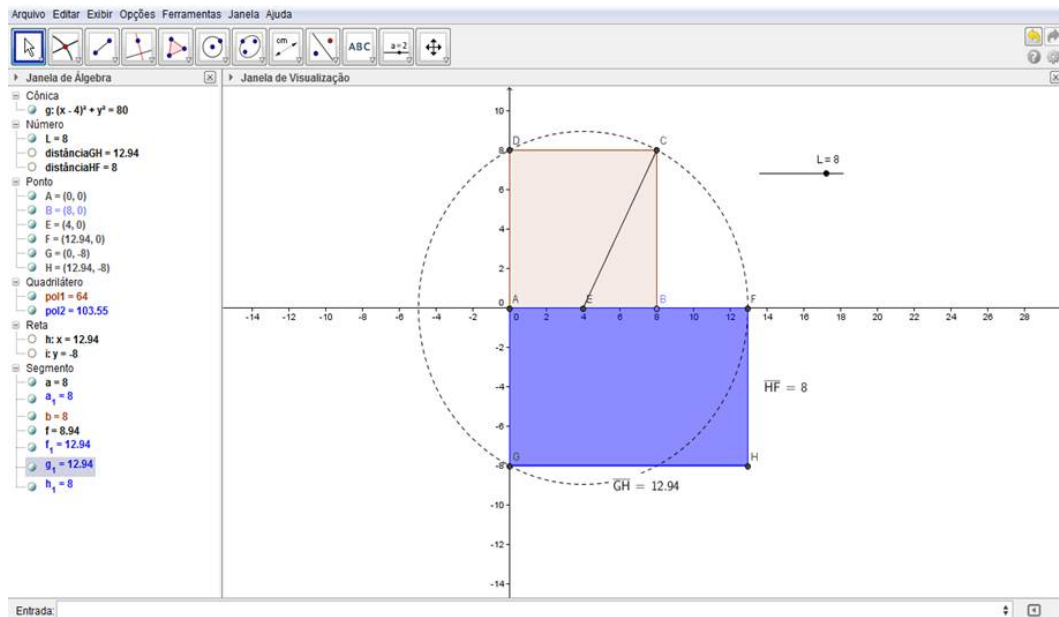 Arquivo Editar Exibir Opções Ferramentas Janela Ajuda
cm
ABC
a=2
Janela de Álgebra
Cônica
g: (x - 4)² + y² = 80
Número
L = 8
distânciaGH = 12.94
distânciaHF = 8
Ponto
A = (0, 0)
B = (8, 0)
E = (4, 0)
F = (12.94, 0)
G = (0, -8)
H = (12.94, -8)
Quadrilátero
pol1 = 64
pol2 = 103.55
Reta
h: x = 12.94
i: y = -8
Segmento
a = 8
a₁ = 8
b = 8
f = 8.94
f₁ = 12.94
g₁ = 12.94
h₁ = 8
Janela de Visualização
10
D
C
8
L = 8
6
4
2
0
A
E
B
F
-14 -12 -10 -8 -6 -4 -2 0 2 4 6 8 10 12 14 16 18 20 22 24 26 28
-2
-4
HF = 8
-6
-8
G
H
GH = 12.94
-10
-12
-14
Entrada: